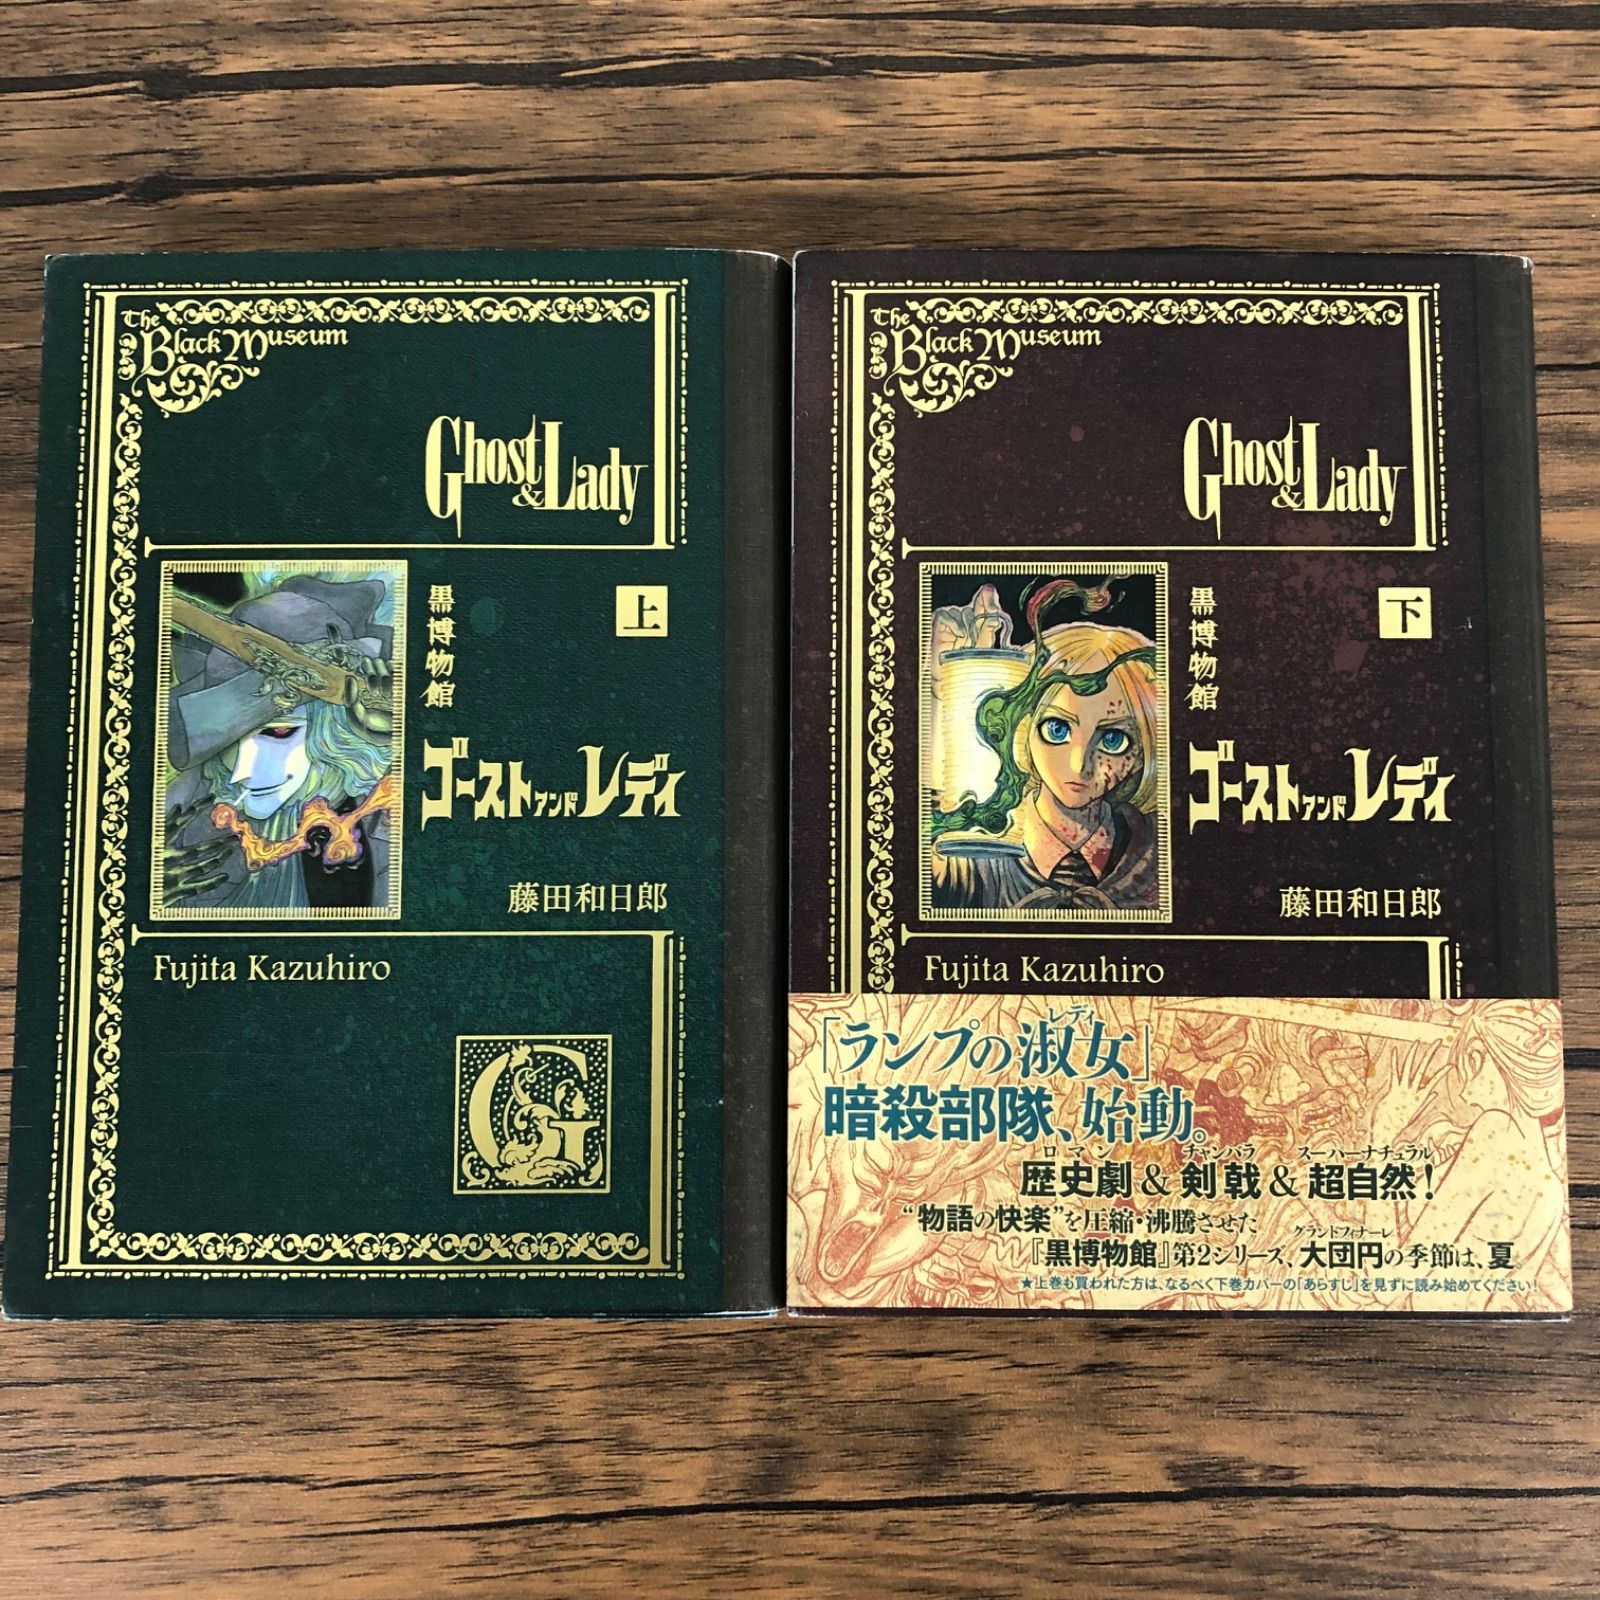 The
Black Museum
Ghost
&Lady
黒博物館
上
ゴーストアンドレディ
藤田和日郎
Fujita Kazuhiro
G
The
Black Museum
Ghost
&Lady
黒博物館
下
ゴーストアンドレディ
藤田和日郎
Fujita Kazuhiro
レディ
「ランプの淑女」
暗殺部隊、始動。
ロマン チャンバラ スーパーナチュラル
歴史劇&剣戟&超自然!
“物語の快楽”を圧縮・沸騰させた
グランドフィナーレ
『黒博物館』第2シリーズ、大団円の季節は、夏。
★上巻も買われた方は、なるべく下巻カバーの「あらすじ」を見ずに読み始めてください!